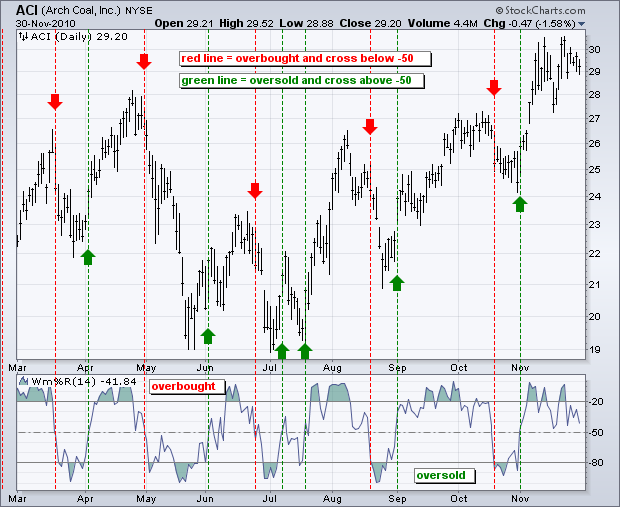 ACI (Arch Coal, Inc.) NYSE © StockCharts.com
30-Nov-2010 Open 29.21 High 29.52 Low 28.88 Close 29.20 Volume 4.4M Chg -0.47 (-1.58%)
ACI (Daily) 29.20
red line = overbought and cross below -50
green line = oversold and cross above -50
30
29
28
27
26
25
24
23
22
21
20
19
Mar Apr May Jun Jul Aug Sep Oct Nov
Wm%R(14) -41.84
overbought
-20
-50
-80
oversold
Mar Apr May Jun Jul Aug Sep Oct Nov